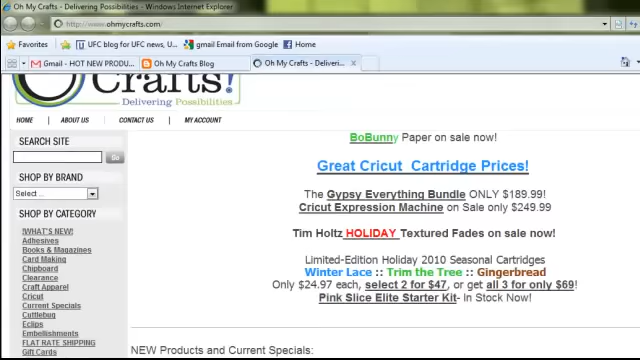 Oh My Crafts - Delivering Possibilities - Windows Internet Explorer
http://www.ohmycrafts.com/
Favorites
UFC blog for UFC news, U...
gmail Email from Google
Home
Gmail - HOT NEW PRODU...
Oh My Crafts Blog
Oh My Crafts - Deliveri...
Crafts!
Delivering Possibilities
HOME
ABOUT US
CONTACT US
MY ACCOUNT
SEARCH SITE
Go
SHOP BY BRAND
Select ..
SHOP BY CATEGORY
!WHAT'S NEW!
Adhesives
Books & Magazines
Card Making
Chipboard
Clearance
Craft Apparel
Cricut
Current Specials
Cuttlebug
Eclips
Embellishments
FLAT RATE SHIPPING
Gift Cards
BoBunny Paper on sale now!
Great Cricut Cartridge Prices!
The Gypsy Everything Bundle ONLY $189.99!
Cricut Expression Machine on Sale only $249.99
Tim Holtz HOLIDAY Textured Fades on sale now!
Limited-Edition Holiday 2010 Seasonal Cartridges
Winter Lace :: Trim the Tree :: Gingerbread
Only $24.97 each, select 2 for $47, or get all 3 for only $69!
Pink Slice Elite Starter Kit- In Stock Now!
NEW Products and Current Specials: